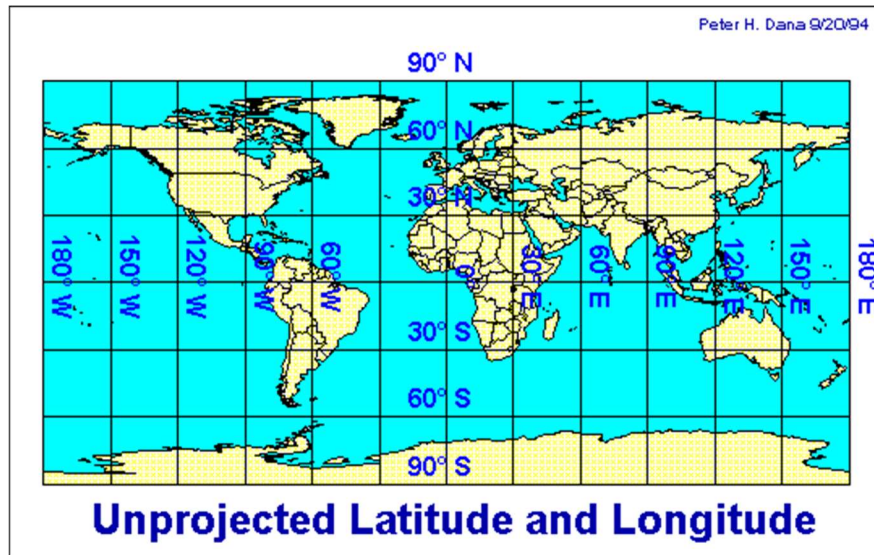 Peter H. Dana 9/20/94
90° N
60° N
30° N
180° W
150° W
120° W
90° W
60° W
0°
30° E
60° E
90° E
120° E
150° E
180° E
30° S
60° S
90° S
Unprojected Latitude and Longitude